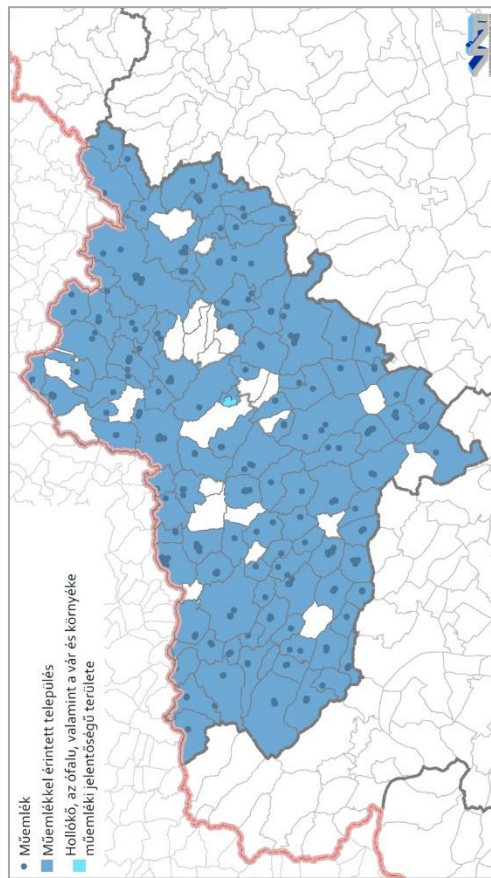 Műemlék
Műemlékkel érintett település
Hollókő, az ófalu, valamint a vár és környéke
műemléki jelentőségű területe